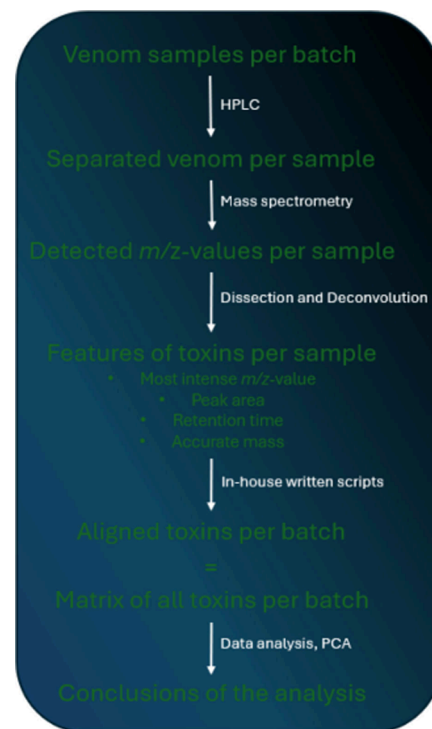 Venom samples per batch
HPLC
Separated venom per sample
Mass spectrometry
Detected m/z-values per sample
Dissection and Deconvolution
Features of toxins per sample
• Most intense m/z-value
• Peak area
• Retention time
• Accurate mass
In-house written scripts
Aligned toxins per batch
=
Matrix of all toxins per batch
Data analysis, PCA
Conclusions of the analysis